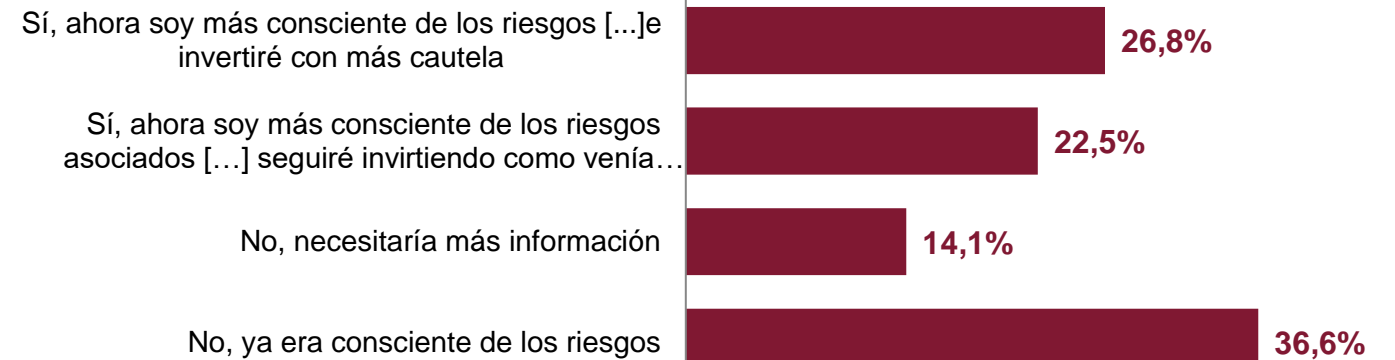 Sí, ahora soy más consciente de los riesgos [...]e
invertiré con más cautela
26,8%
Sí, ahora soy más consciente de los riesgos
asociados […] seguiré invirtiendo como venía…
22,5%
No, necesitaría más información
14,1%
No, ya era consciente de los riesgos
36,6%